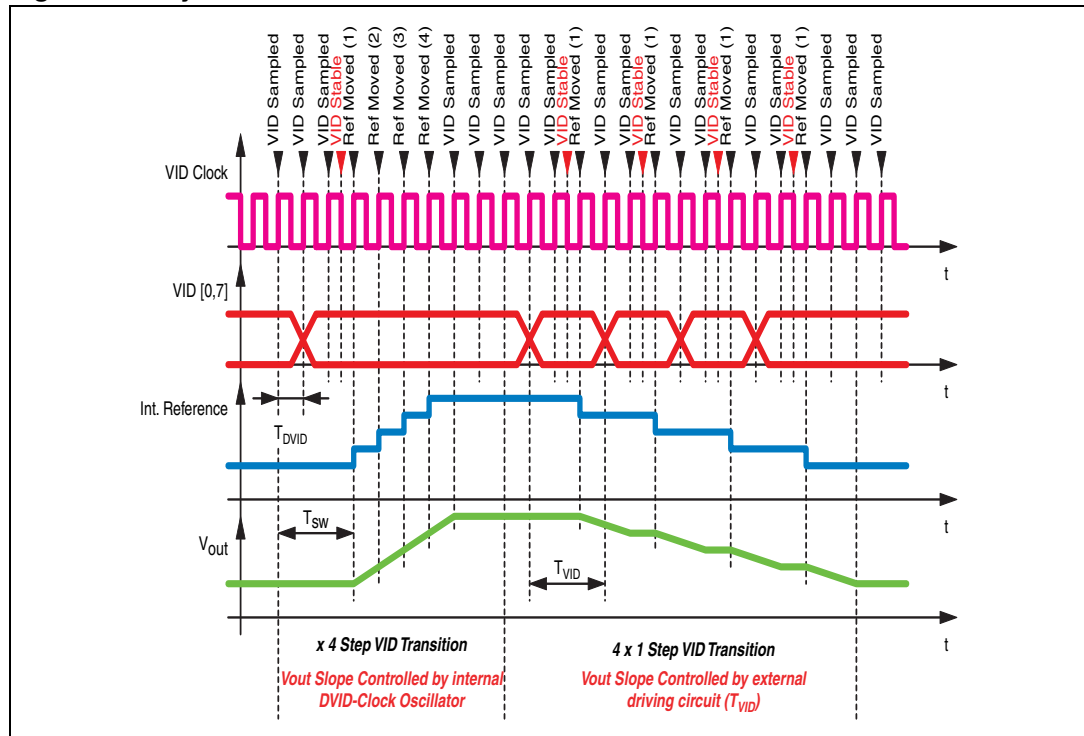 VID Sampled
VID Sampled
VID Sampled
VID Stable
Ref Moved (1)
Ref Moved (2)
Ref Moved (3)
Ref Moved (4)
VID Sampled
VID Sampled
VID Sampled
VID Sampled
VID Sampled
VID Stable
Ref Moved (1)
VID Sampled
VID Sampled
VID Stable
Ref Moved (1)
VID Sampled
VID Sampled
VID Stable
Ref Moved (1)
VID Sampled
VID Sampled
VID Stable
Ref Moved (1)
VID Sampled
VID Sampled
VID Sampled
VID Clock
t
VID [0,7]
t
Int. Reference
TDVID
t
Vout
Tsw
TVID
t
x 4 Step VID Transition
4 x 1 Step VID Transition
Vout Slope Controlled by internal
DVID-Clock Oscillator
Vout Slope Controlled by external
driving circuit (TVID)